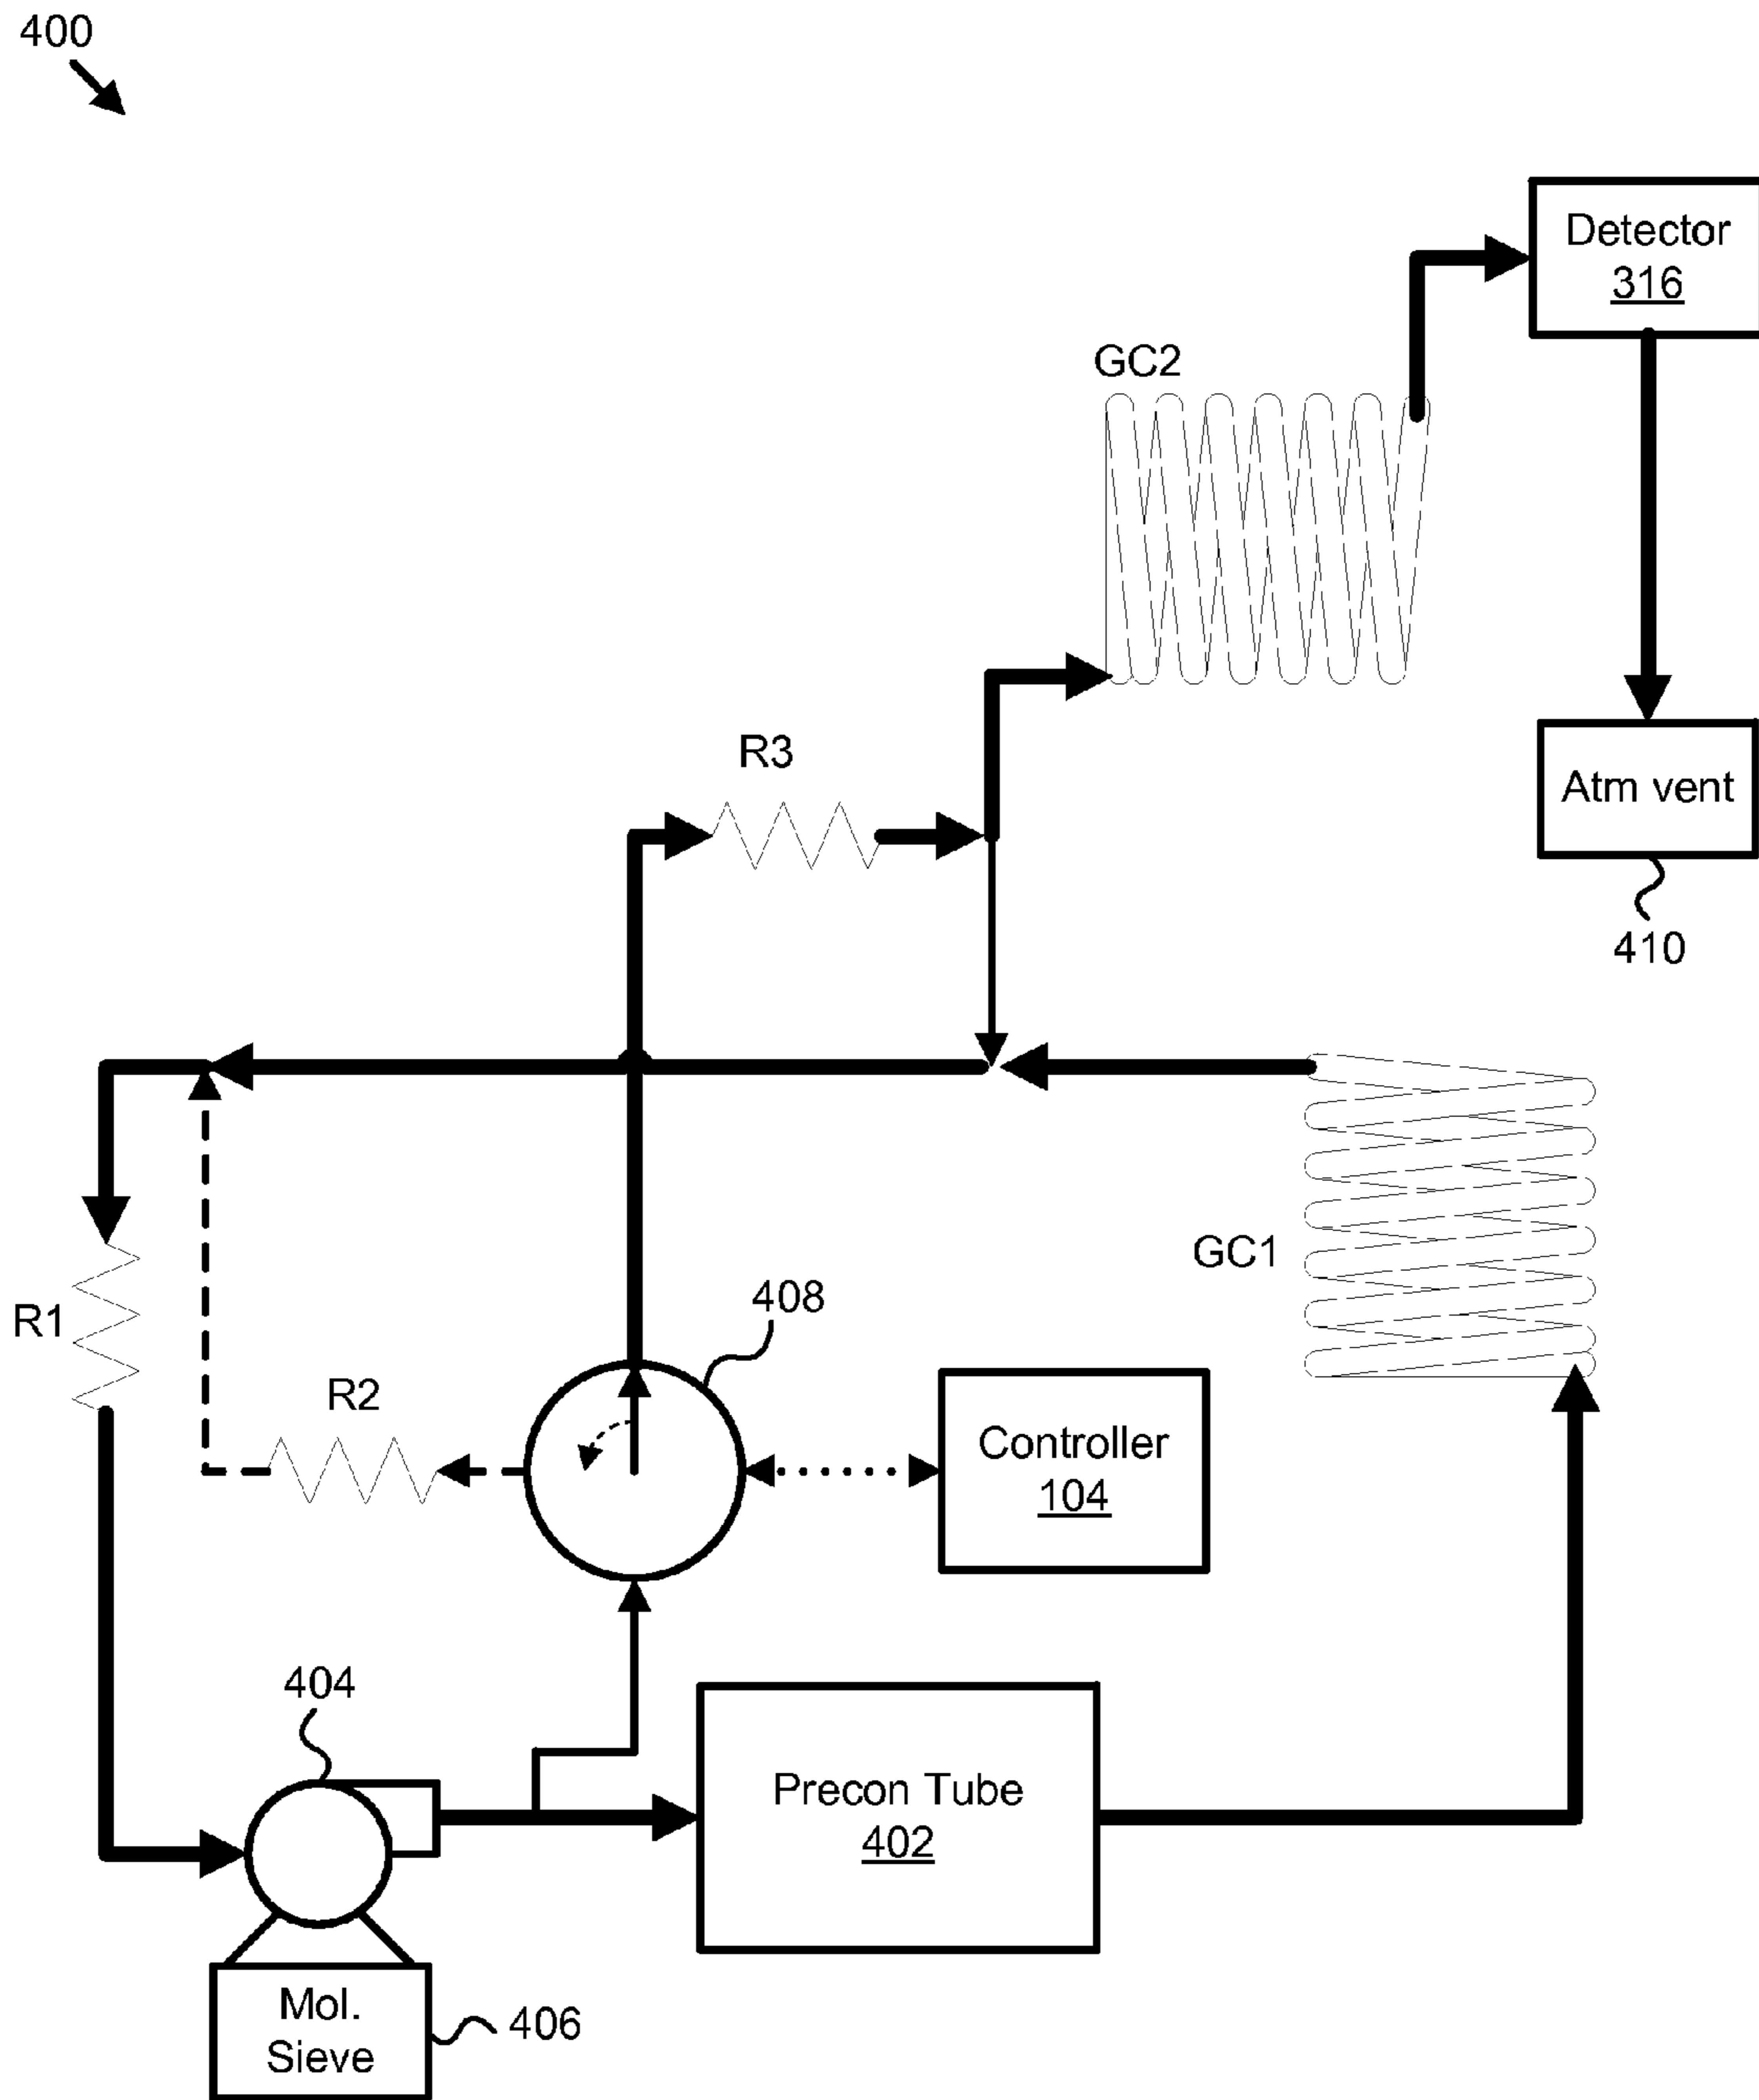 400
Detector
316
GC2
R3
Atm vent
410
GC1
408
R1
R2
Controller
104
404
Precon Tube
402
Mol.
Sieve
406